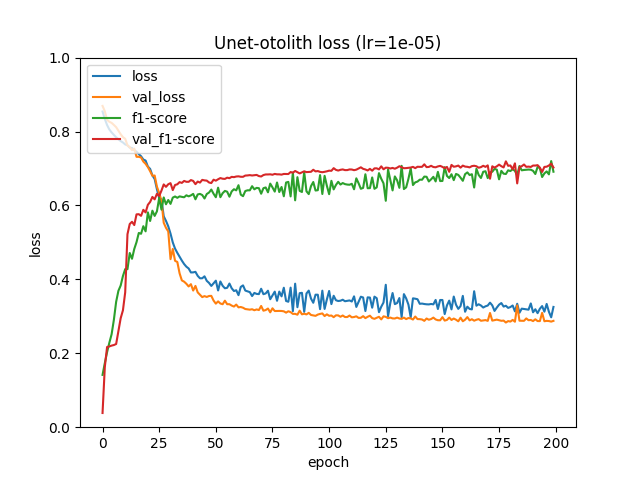 Unet-otolith loss (lr=1e-05)
1.0
0.8
0.6
0.4
0.2
0.0
loss
loss
val_loss
f1-score
val_f1-score
0 25 50 75 100 125 150 175 200
epoch